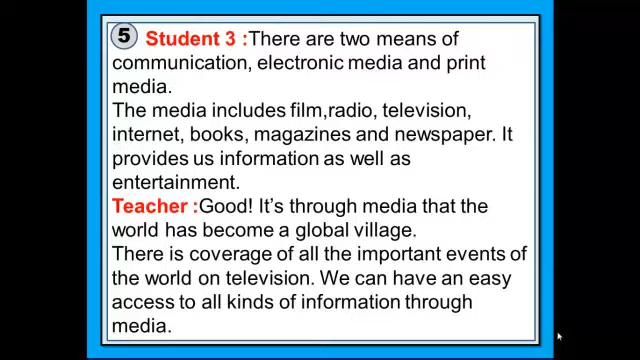 5 Student 3 :There are two means of
communication, electronic media and print
media.
The media includes film,radio, television,
internet, books, magazines and newspaper. It
provides us information as well as
entertainment.
Teacher :Good! It’s through media that the
world has become a global village.
There is coverage of all the important events of
the world on television. We can have an easy
access to all kinds of information through
media.